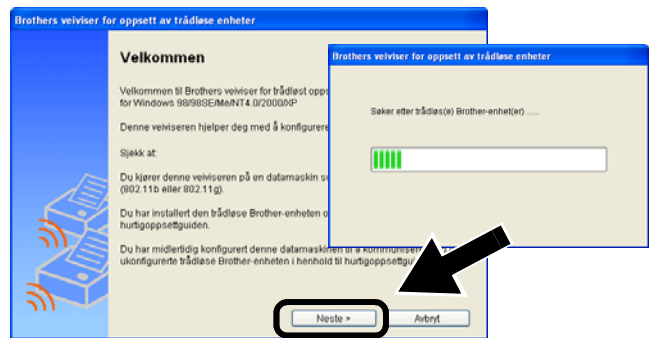 Brothers veiviser for oppsett av trådløse enheter
Velkommen
Velkommen til Brothers veiviser for trådløst opps
for Windows 98/98SE/Me/NT4.0/2000/XP
Denne veiviseren hjelper deg med å konfigurere
Sjekk at:
Du kjører denne veiviseren på en datamaskin s
(802.11b eller 802.11g).
Du har installert den trådløse Brother-enheten o
hurtigoppsettguiden.
Du har midlertidig konfigurert denne datamaskinen til å kommunisere
ukonfigurerte trådløse Brother-enheten i henhold til hurtigoppsettgu
Neste >
Avbryt
Brothers veiviser for oppsett av trådløse enheter
Søker etter trådløs(e) Brother-enhet(er) .....